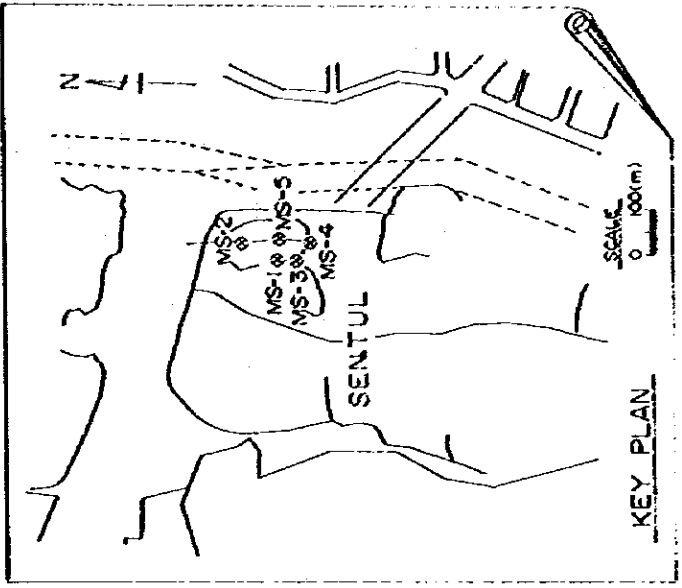 N
MS-2
MS-5
MS-1
MS-3
MS-4
SENTUL
SCALE
0 100(m)
KEY PLAN